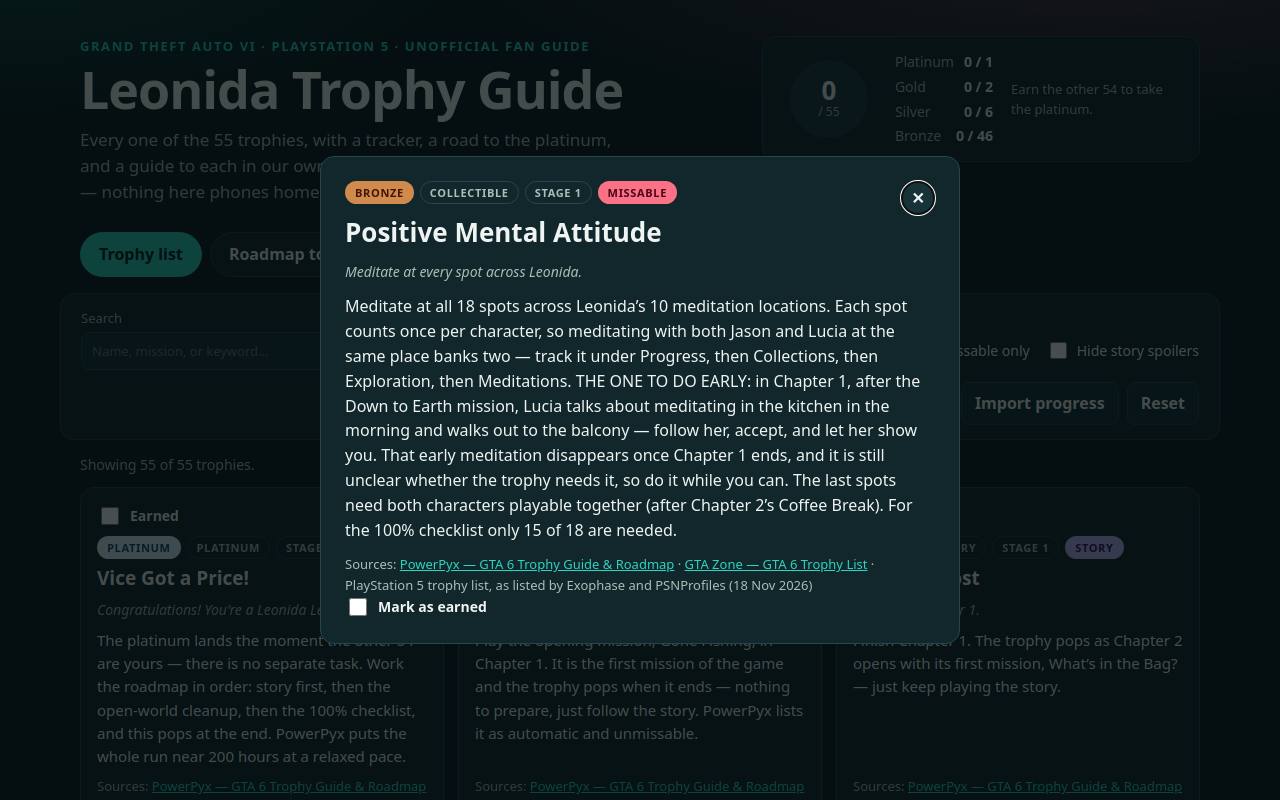 GRAND THEFT AUTO VI · PLAYSTATION 5 · UNOFFICIAL FAN GUIDE
Leonida Trophy Guide
Every one of the 55 trophies, with a tracker, a road to the platinum,
and a guide to each in our own
— nothing here phones home
0
/ 55
Platinum 0 / 1
Gold 0 / 2
Silver 0 / 6
Bronze 0 / 46
Earn the other 54 to take
the platinum.
Trophy list
Roadmap to
Search
Name, mission, or keyword…
Hide story spoilers
Import progress
Reset
Showing 55 of 55 trophies.
BRONZE
COLLECTIBLE
STAGE 1
MISSABLE
✕
Positive Mental Attitude
Meditate at every spot across Leonida.
Meditate at all 18 spots across Leonida’s 10 meditation locations. Each spot
counts once per character, so meditating with both Jason and Lucia at the
same place banks two — track it under Progress, then Collections, then
Exploration, then Meditations. THE ONE TO DO EARLY: in Chapter 1, after the
Down to Earth mission, Lucia talks about meditating in the kitchen in the
morning and walks out to the balcony — follow her, accept, and let her show
you. That early meditation disappears once Chapter 1 ends, and it is still
unclear whether the trophy needs it, so do it while you can. The last spots
need both characters playable together (after Chapter 2’s Coffee Break). For
the 100% checklist only 15 of 18 are needed.
Sources: PowerPyx — GTA 6 Trophy Guide & Roadmap · GTA Zone — GTA 6 Trophy List ·
PlayStation 5 trophy list, as listed by Exophase and PSNProfiles (18 Nov 2026)
Mark as earned
Earned
PLATINUM
PLATINUM
STAGE
Vice Got a Price!
Congratulations! You’re a Leonida Le
The platinum lands the moment the other 54
are yours — there is no separate task. Work
the roadmap in order: story first, then the
open-world cleanup, then the 100% checklist,
and this pops at the end. PowerPyx puts the
whole run near 200 hours at a relaxed pace.
Sources: PowerPyx — GTA 6 Trophy Guide & Roadmap
Play the opening mission, Gone Fishing, in
Chapter 1. It is the first mission of the game
and the trophy pops when it ends — nothing
to prepare, just follow the story. PowerPyx lists
it as automatic and unmissable.
Sources: PowerPyx — GTA 6 Trophy Guide & Roadmap
STAGE 1
STORY
Finish Chapter 1. The trophy pops as Chapter 2
opens with its first mission, What’s in the Bag?
— just keep playing the story.
Sources: PowerPyx — GTA 6 Trophy Guide & Roadmap